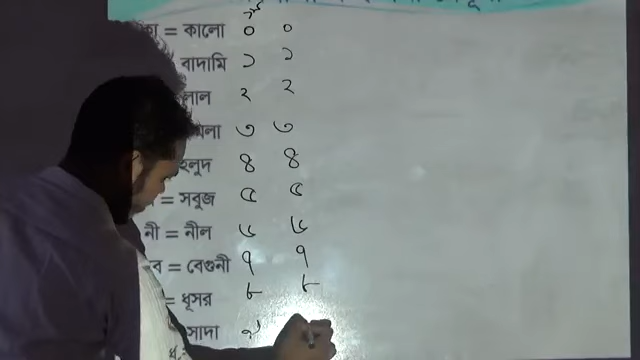 = কালো ০ ০
বাদামি ১ ১
লাল ২ ২
৩ ৩
হলুদ ৪ ৪
= সবুজ ৫ ৫
নী = নীল ৬ ৬
ব = বেগুনী ৭ ৭
= ধূসর ৮ ৮
সাদা ৯